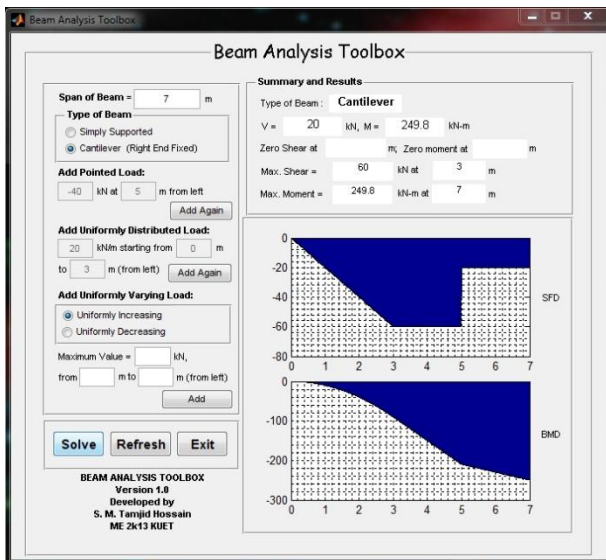 Beam Analysis Toolbox
Beam Analysis Toolbox
Span of Beam = 7 m
Type of Beam
Simply Supported
Cantilever (Right End Fixed)
Add Pointed Load:
-40 kN at 5 m from left
Add Again
Add Uniformly Distributed Load:
20 kN/m starting from 0 m
to 3 m (from left) Add Again
Add Uniformly Varying Load:
Uniformly Increasing
Uniformly Decreasing
Maximum Value = kN,
from m to m (from left)
Add
Solve Refresh Exit
BEAM ANALYSIS TOOLBOX
Version 1.0
Developed by
S. M. Tamjid Hossain
ME 2k13 KUET
Summary and Results
Type of Beam : Cantilever
V = 20 kN, M = 249.8 kN-m
Zero Shear at m; Zero moment at m
Max. Shear = 60 kN at 3 m
Max. Moment = 249.8 kN-m at 7 m
0
-20
-40
-60
-80
0 1 2 3 4 5 6 7
SFD
0
-100
-200
-300
0 1 2 3 4 5 6 7
BMD